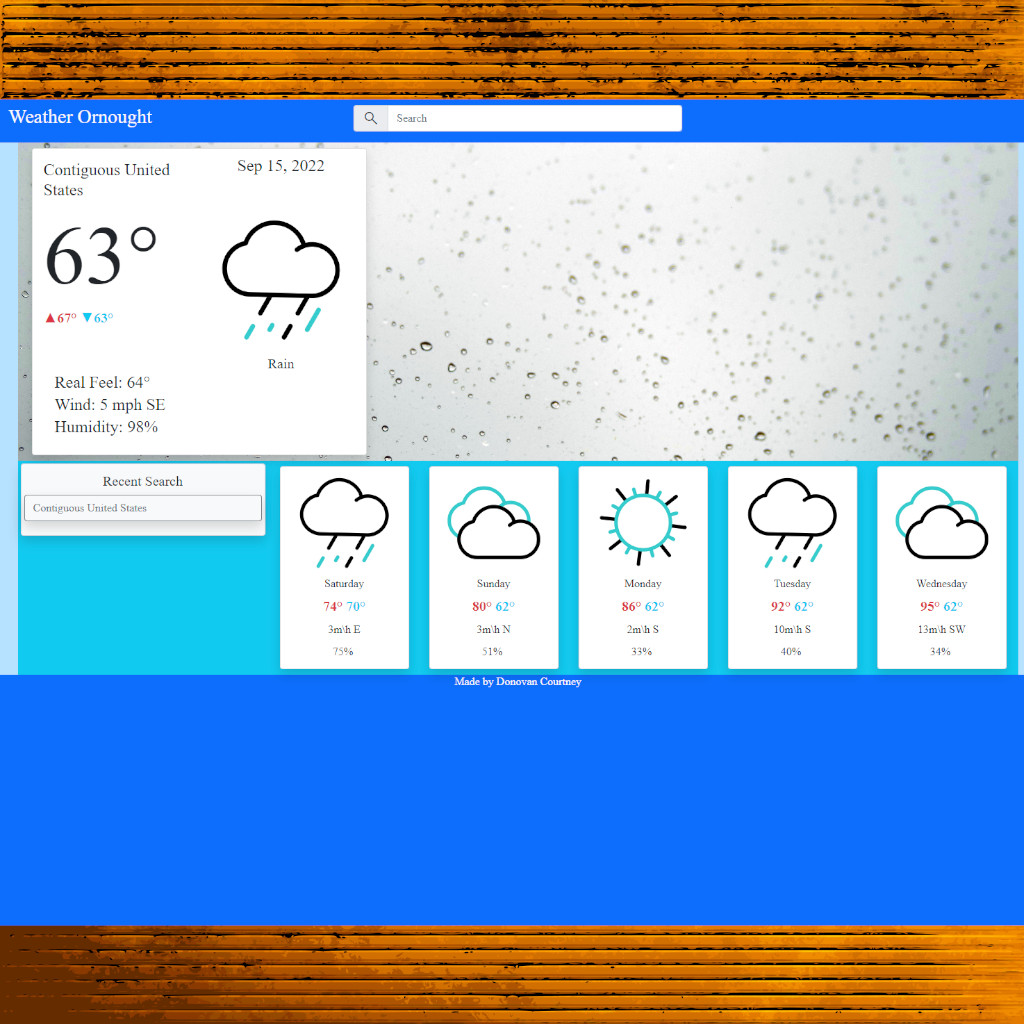 Weather Ornought
Search
Contiguous United
States
Sep 15, 2022
63°
▲67° ▼63°
Rain
Real Feel: 64°
Wind: 5 mph SE
Humidity: 98%
Recent Search
Contiguous United States
Saturday
74° 70°
3m\h E
75%
Sunday
80° 62°
3m\h N
51%
Monday
86° 62°
2m\h S
33%
Tuesday
92° 62°
10m\h S
40%
Wednesday
95° 62°
13m\h SW
34%
Made by Donovan Courtney